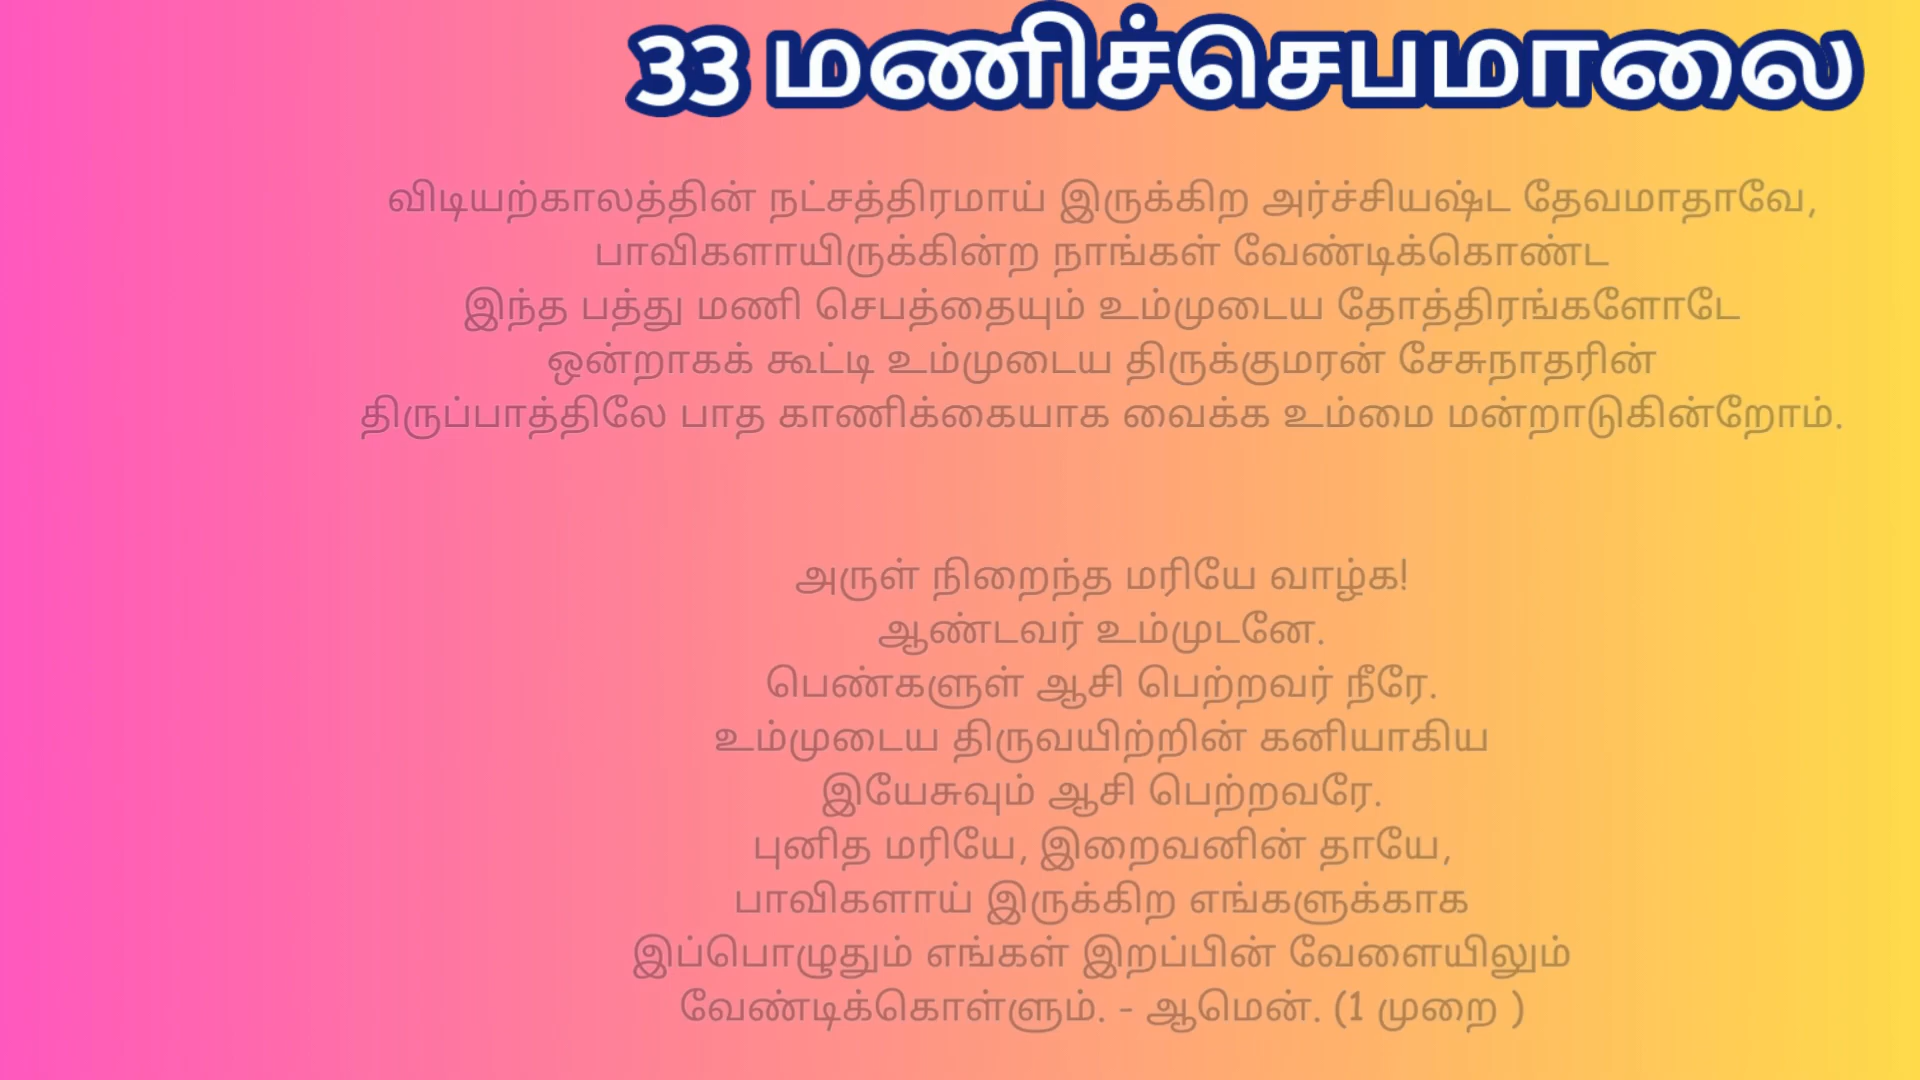 33 மணிச்செபமாலை
விடியற்காலத்தின் நட்சத்திரமாய் இருக்கிற அர்ச்சியஷ்ட தேவமாதாவே,
பாவிகளாயிருக்கின்ற நாங்கள் வேண்டிக்கொண்ட
இந்த பத்து மணி செபத்தையும் உம்முடைய தோத்திரங்களோடே
ஒன்றாகக் கூட்டி உம்முடைய திருக்குமரன் சேசுநாதரின்
திருப்பாத்திலே பாத காணிக்கையாக வைக்க உம்மை மன்றாடுகின்றோம்.
அருள் நிறைந்த மரியே வாழ்க!
ஆண்டவர் உம்முடனே.
பெண்களுள் ஆசி பெற்றவர் நீரே.
உம்முடைய திருவயிற்றின் கனியாகிய
இயேசுவும் ஆசி பெற்றவரே.
புனித மரியே, இறைவனின் தாயே,
பாவிகளாய் இருக்கிற எங்களுக்காக
இப்பொழுதும் எங்கள் இறப்பின் வேளையிலும்
வேண்டிக்கொள்ளும். - ஆமென். (1 முறை )